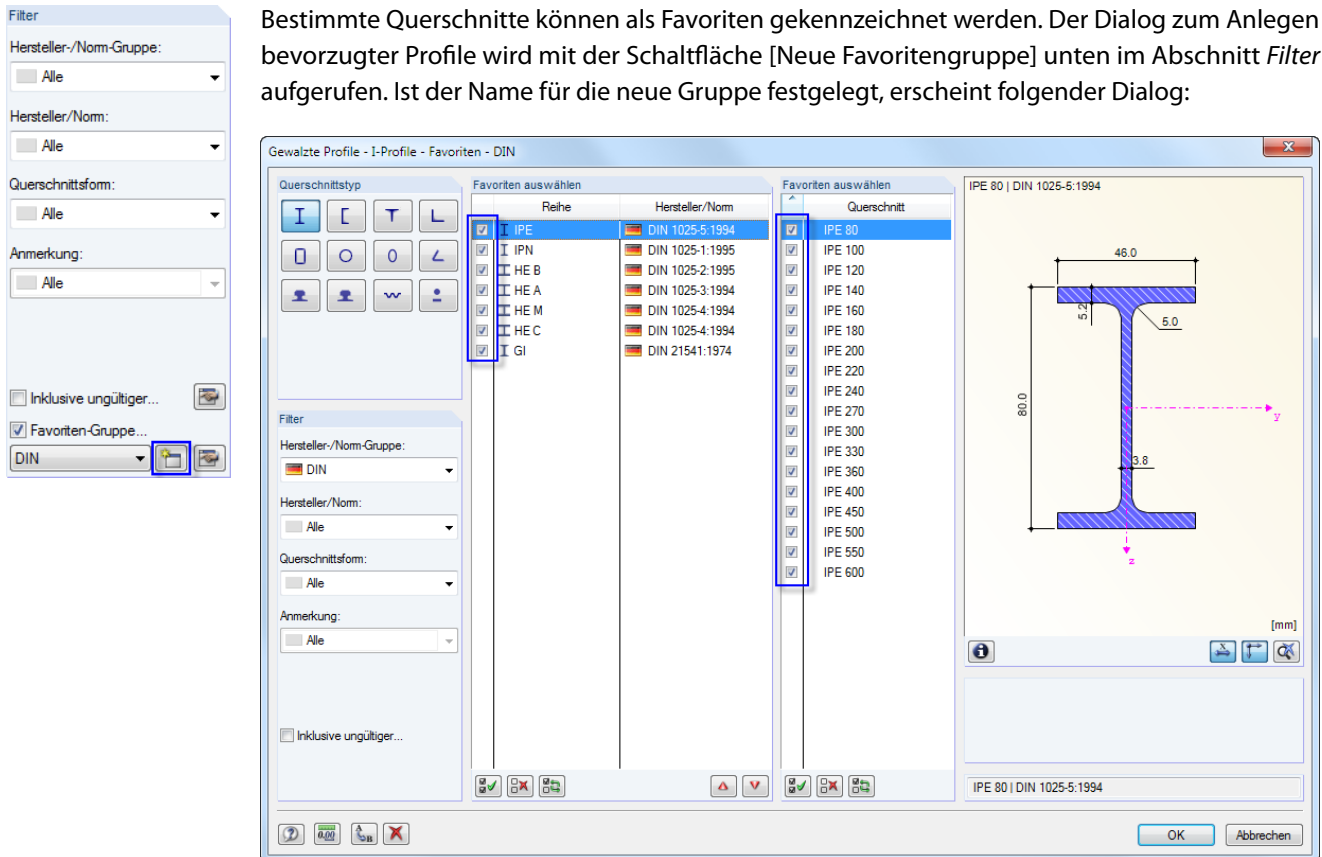 Filter
Hersteller-/Norm-Gruppe:
Alle
Hersteller/Norm:
Alle
Querschnittsform:
Alle
Anmerkung:
Alle
Inklusive ungültiger...
Favoriten-Gruppe...
DIN
Bestimmte Querschnitte können als Favoriten gekennzeichnet werden. Der Dialog zum Anlegen
bevorzugter Profile wird mit der Schaltfläche [Neue Favoritengruppe] unten im Abschnitt Filter
aufgerufen. Ist der Name für die neue Gruppe festgelegt, erscheint folgender Dialog:
Gewalzte Profile - I-Profile - Favoriten - DIN
Querschnittstyp
Filter
Hersteller-/Norm-Gruppe:
DIN
Hersteller/Norm:
Alle
Querschnittsform:
Alle
Anmerkung:
Alle
Inklusive ungültiger...
Favoriten auswählen
Reihe Hersteller/Norm
IPE DIN 1025-5:1994
IPN DIN 1025-1:1995
HE B DIN 1025-2:1995
HE A DIN 1025-3:1994
HE M DIN 1025-4:1994
HE C DIN 1025-4:1994
GI DIN 21541:1974
Favoriten auswählen
Querschnitt
IPE 80
IPE 100
IPE 120
IPE 140
IPE 160
IPE 180
IPE 200
IPE 220
IPE 240
IPE 270
IPE 300
IPE 330
IPE 360
IPE 400
IPE 450
IPE 500
IPE 550
IPE 600
IPE 80 | DIN 1025-5:1994
46.0
5.2
5.0
80.0
y
3.8
z
[mm]
X
IPE 80 | DIN 1025-5:1994
0.00
A B
OK
Abbrechen